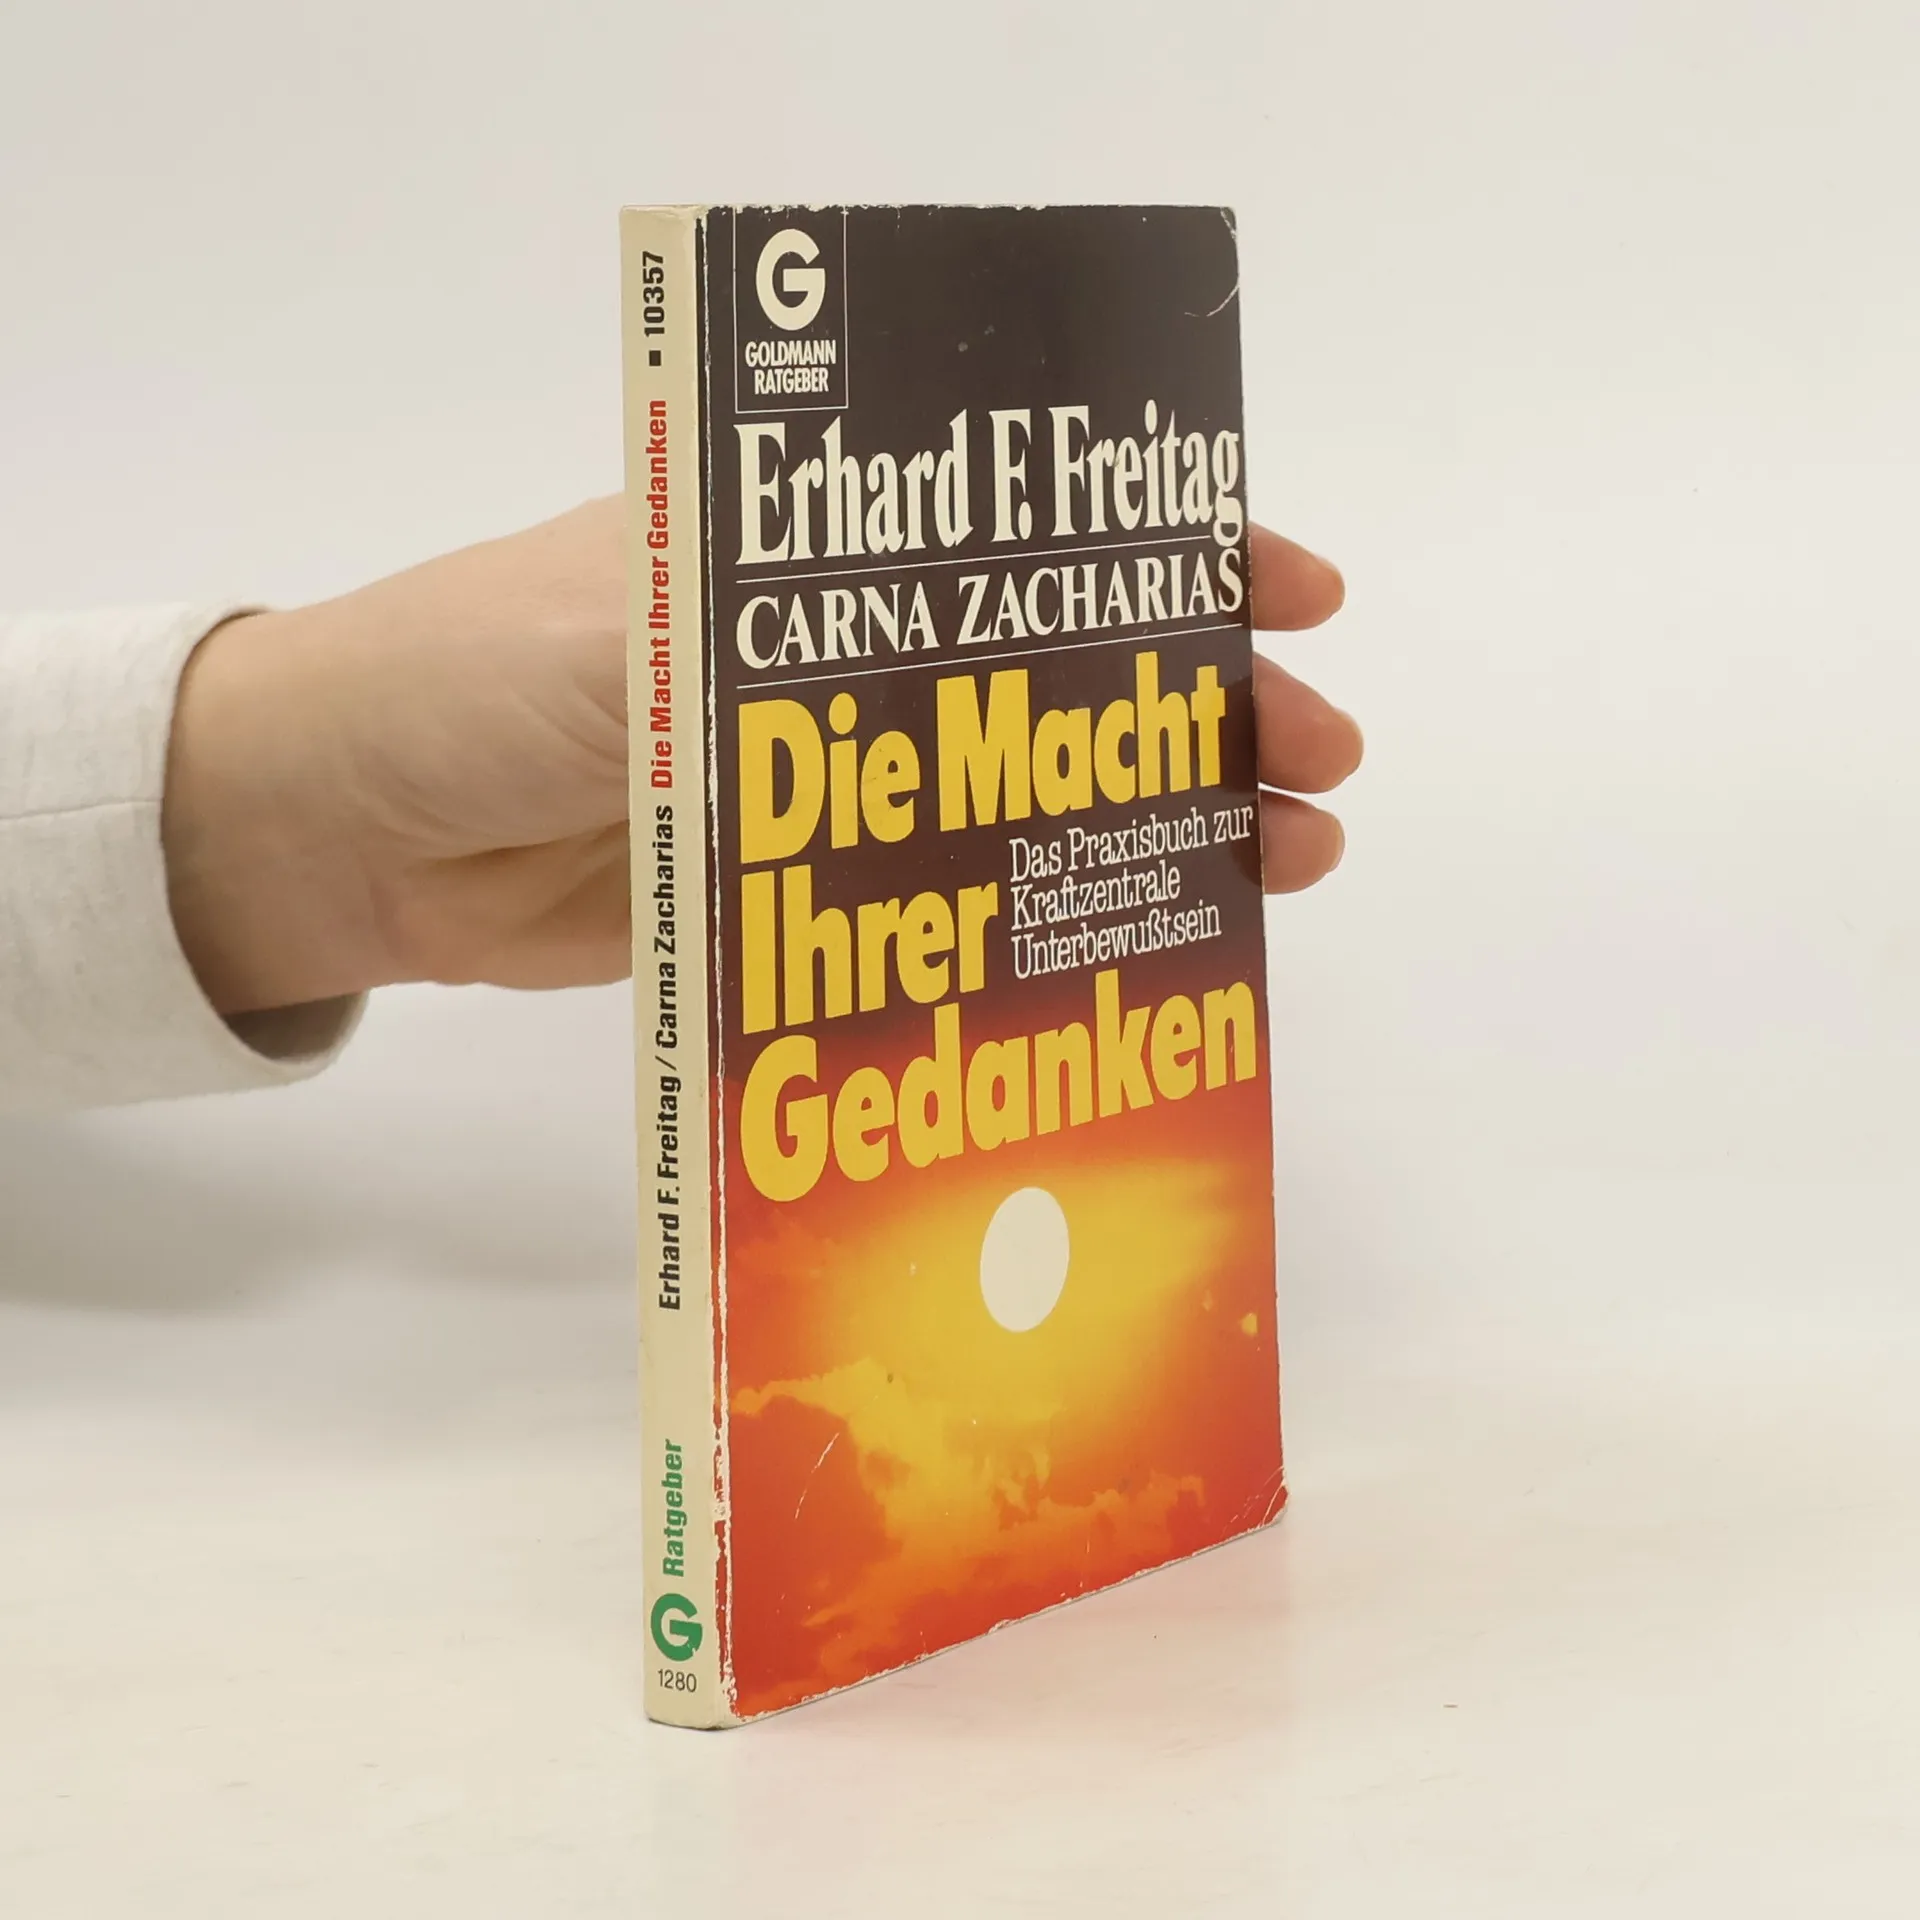 10357
Erhard F. Freitag / Carna Zacharias Die Macht Ihrer Gedanken
Ratgeber
G
1280
G
GOLDMANN
RATGEBER
Erhard F. Freitag
CARNA ZACHARIAS
Die Macht
Ihrer
Das Praxisbuch zur
Kraftzentrale
Unterbewußtsein
Gedanken